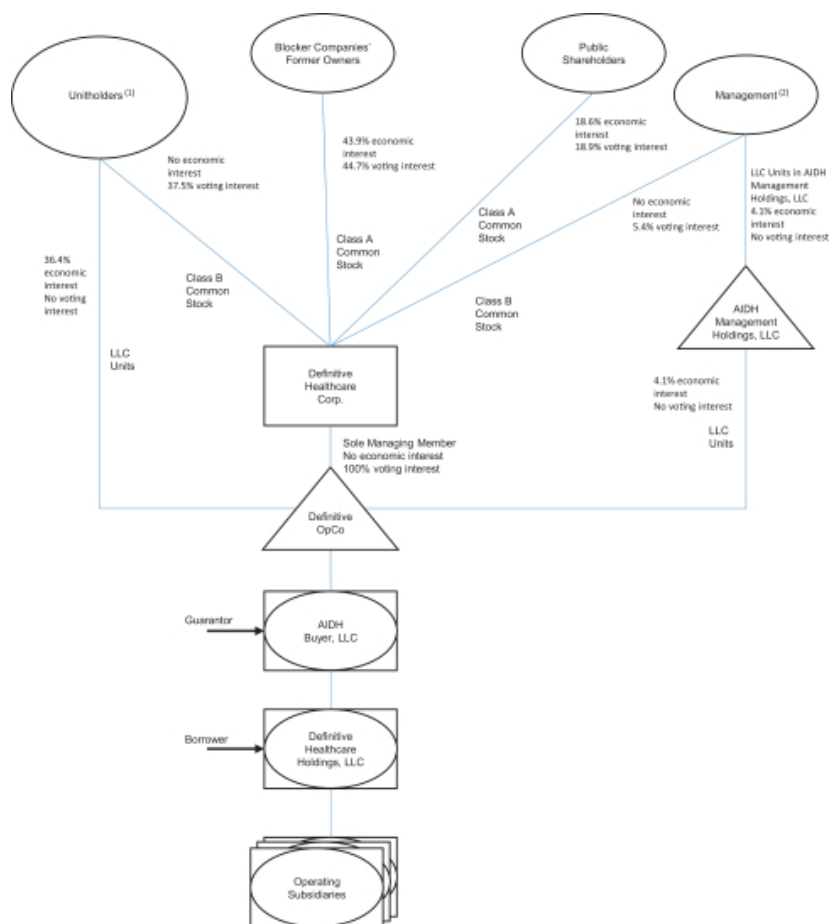 Unitholders (1)
Blocker Companies'
Former Owners
Public
Shareholders
Management (2)
No economic
interest
37.5% voting interest
43.9% economic
interest
44.7% voting interest
18.6% economic
interest
18.9% voting interest
LLC Units in AIDH
Management
Holdings, LLC
4.1% economic
interest
No voting interest
No economic
interest
5.4% voting interest
36.4%
economic
interest
No voting
interest
Class B
Common
Stock
Class A
Common
Stock
Class A
Common
Stock
Class B
Common
Stock
LLC
Units
AIDH
Management
Holdings, LLC
Definitive
Healthcare
Corp.
4.1% economic
interest
No voting interest
LLC
Units
Sole Managing Member
No economic interest
100% voting interest
Definitive
OpCo
Guarantor
AIDH
Buyer, LLC
Borrower
Definitive
Healthcare
Holdings, LLC
Operating
Subsidiaries